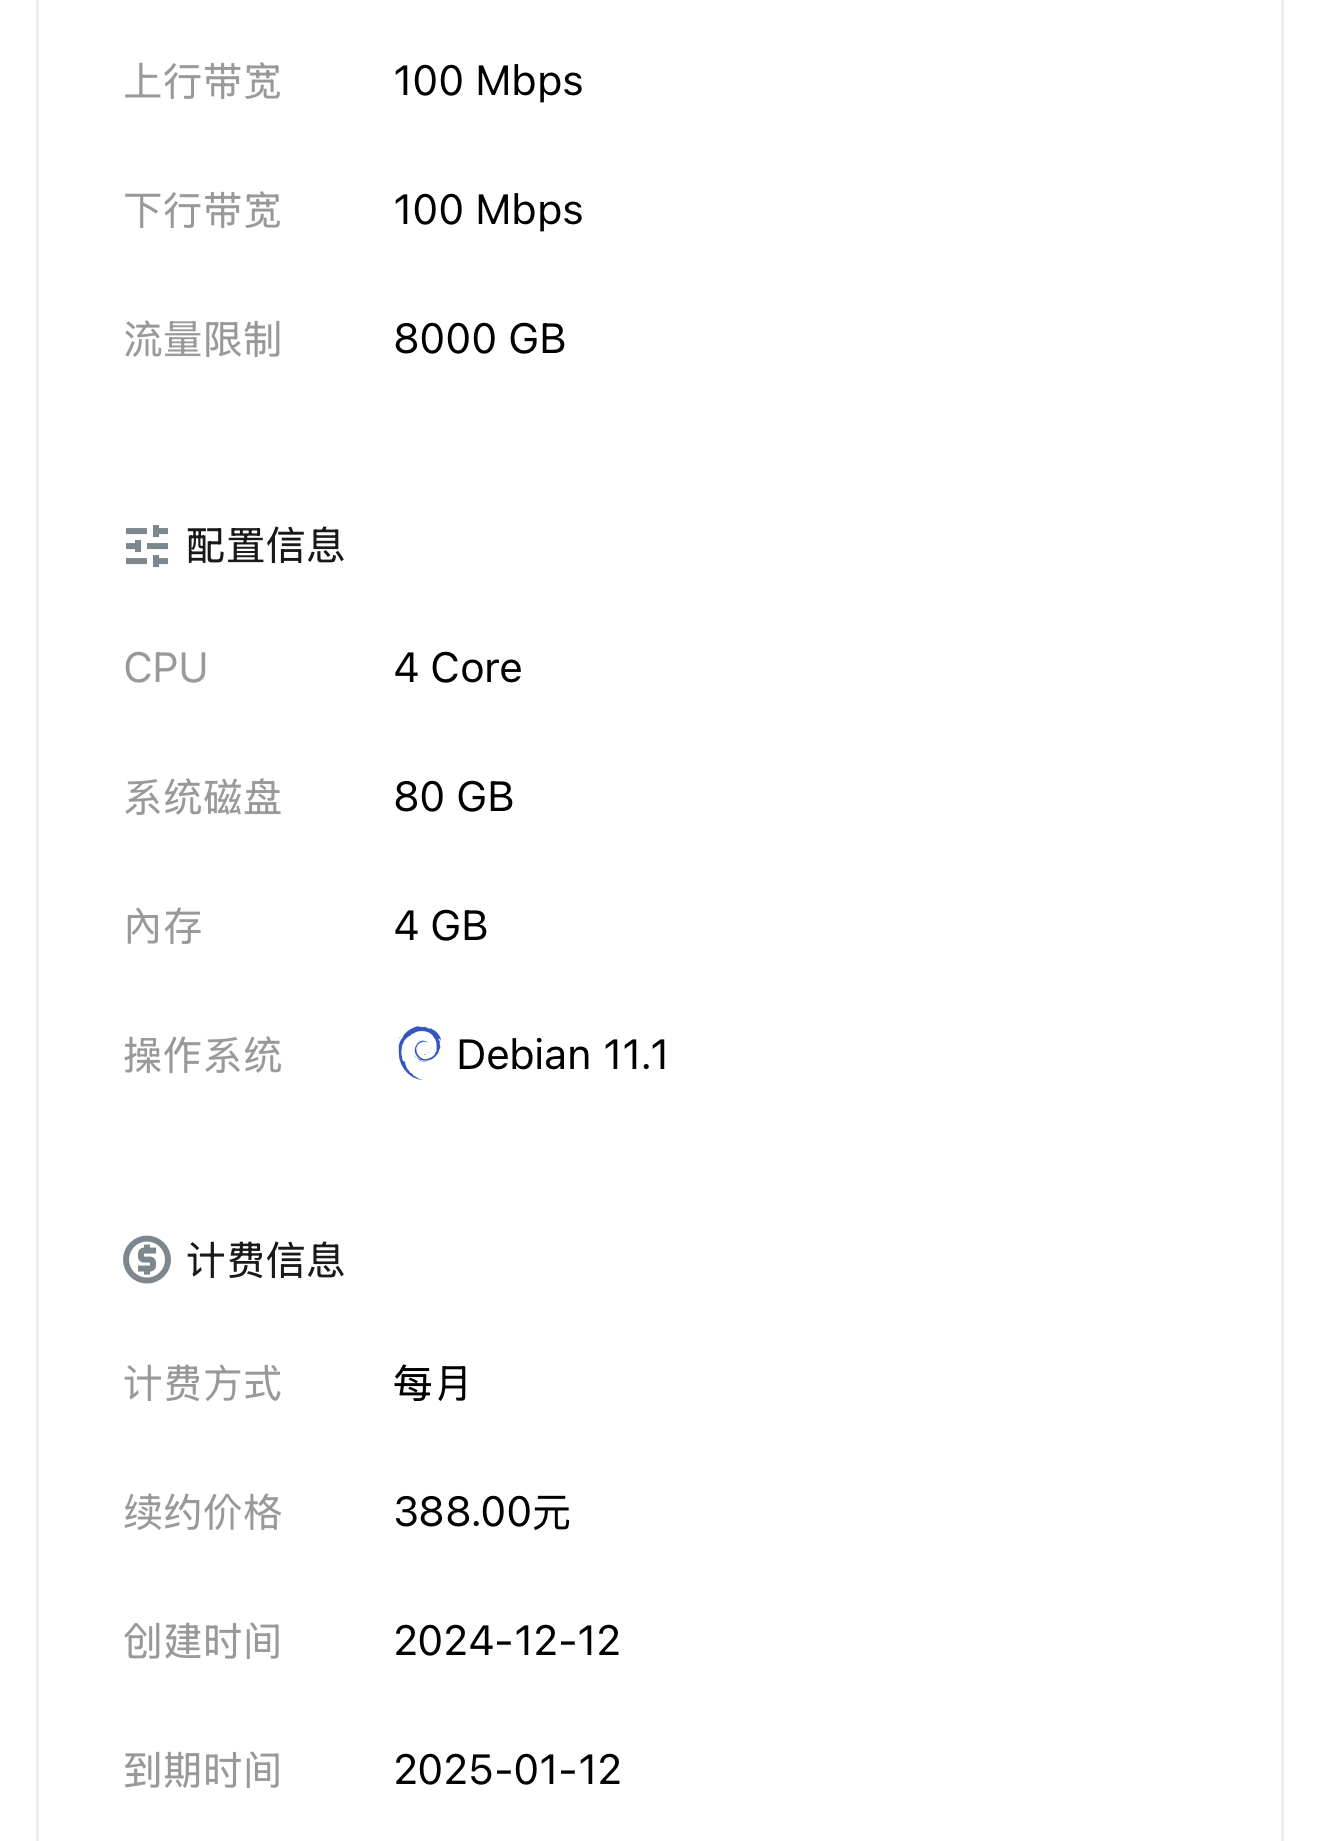 上行带宽 100 Mbps
下行带宽 100 Mbps
流量限制 8000 GB
配置信息
CPU 4 Core
系统磁盘 80 GB
內存 4 GB
操作系统 Debian 11.1
计费信息
计费方式 每月
续约价格 388.00元
创建时间 2024-12-12
到期时间 2025-01-12